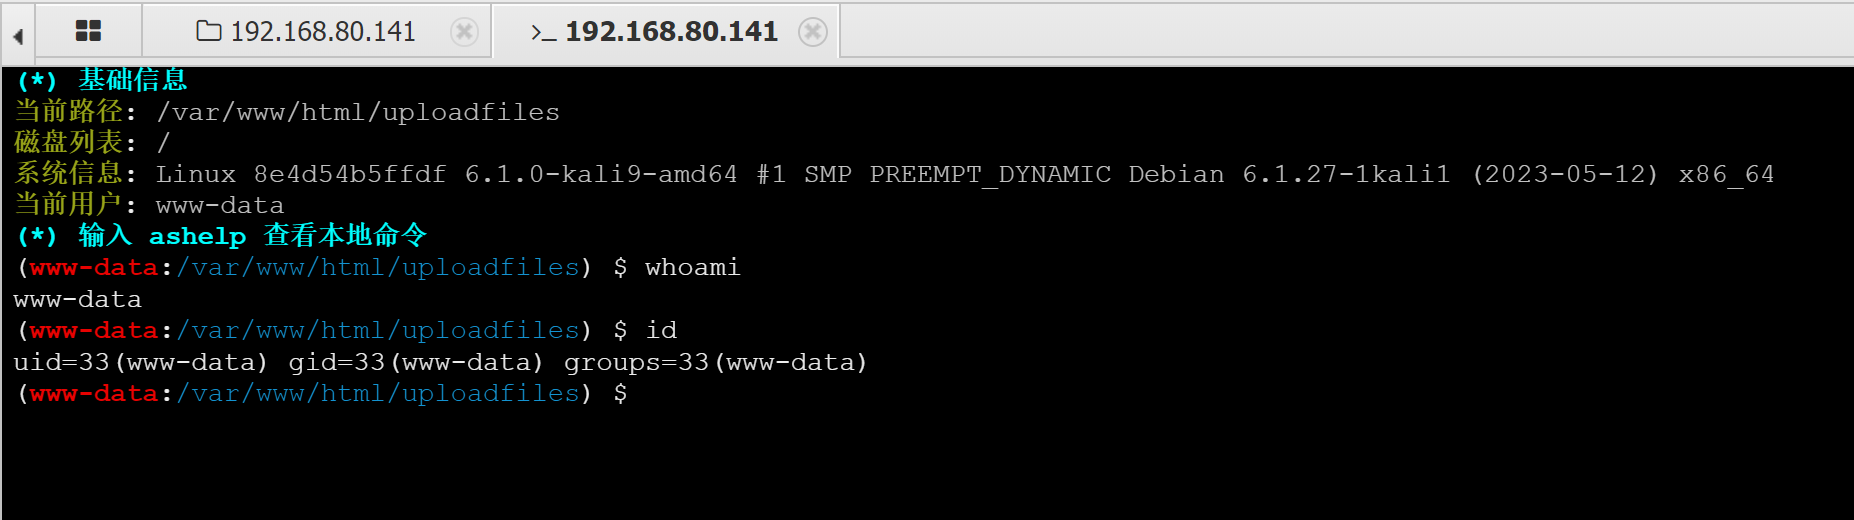 192.168.80.141 >_ 192.168.80.141
(*) 基础信息
当前路径: /var/www/html/uploadfiles
磁盘列表: /
系统信息: Linux 8e4d54b5ffdf 6.1.0-kali9-amd64 #1 SMP PREEMPT_DYNAMIC Debian 6.1.27-1kali1 (2023-05-12) x86_64
当前用户: www-data
(*) 输入 ashelp 查看本地命令
(www-data:/var/www/html/uploadfiles) $ whoami
www-data
(www-data:/var/www/html/uploadfiles) $ id
uid=33(www-data) gid=33(www-data) groups=33(www-data)
(www-data:/var/www/html/uploadfiles) $